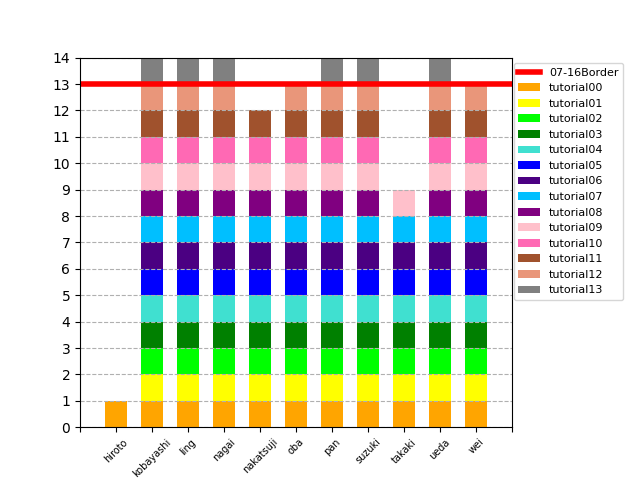 14
13
12
11
10
9
8
7
6
5
4
3
2
1
0
hiroto
kobayashi
ling
nagai
nakatsuji
oba
pan
suzuki
takaki
ueda
wei
07-16Border
tutorial00
tutorial01
tutorial02
tutorial03
tutorial04
tutorial05
tutorial06
tutorial07
tutorial08
tutorial09
tutorial10
tutorial11
tutorial12
tutorial13